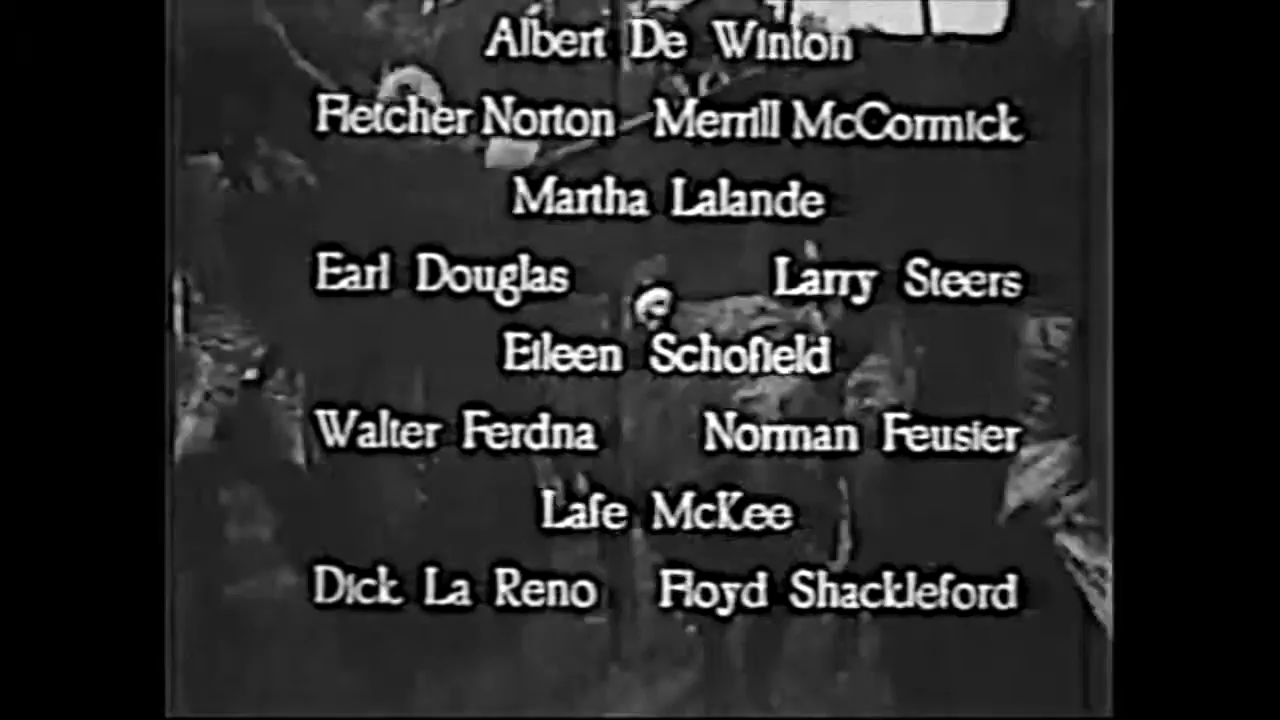 Albert De Winton
Fletcher Norton Merrill McCormick
Martha Lalande
Earl Douglas Larry Steers
Eileen Schofield
Walter Ferdna Norman Feusier
Lafe McKee
Dick La Reno Floyd Shackleford